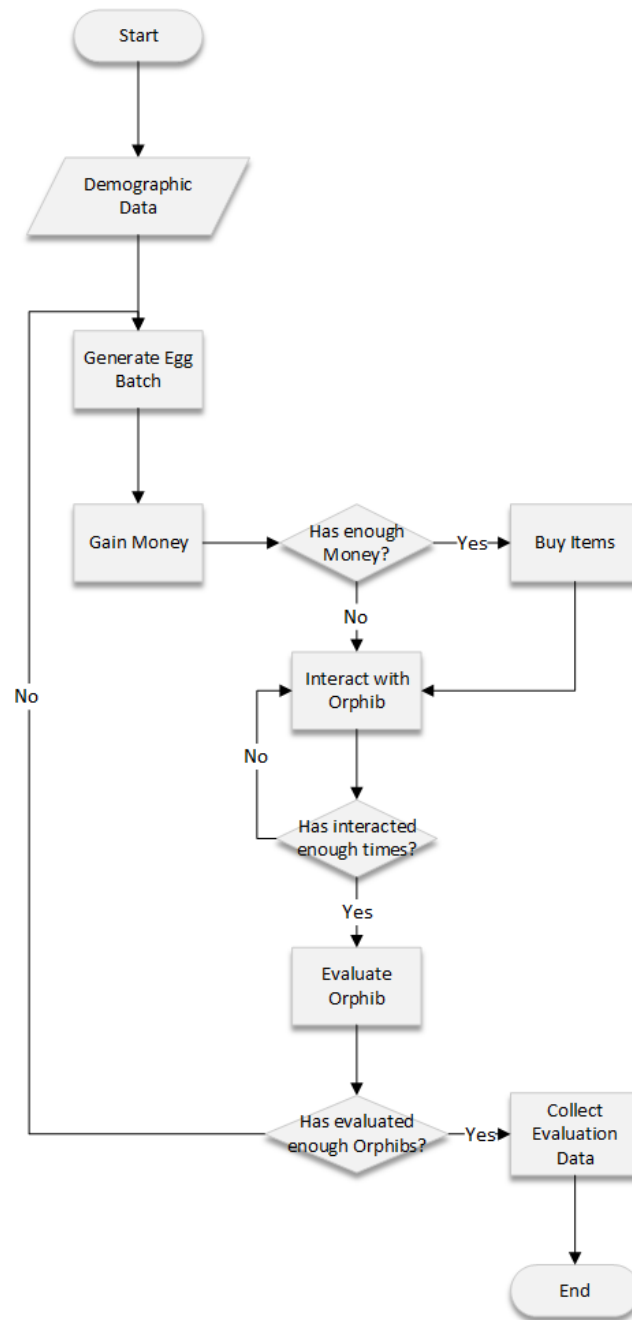 Start
Demographic
Data
Generate Egg
Batch
Gain Money
Has enough
Money?
Yes
Buy Items
No
Interact with
Orphib
No
No
Has interacted
enough times?
Yes
Evaluate
Orphib
Has evaluated
enough Orphibs?
Yes
Collect
Evaluation
Data
End